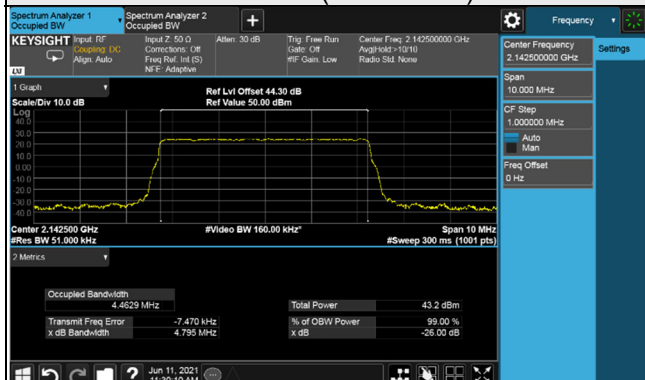 Spectrum Analyzer 1
Occupied BW
Spectrum Analyzer 2
Occupied BW
Frequency
KEYSIGHT
Input: RF
Coupling: DC
Align: Auto
Input Z: 50 Ω
Corrections: Off
Freq Ref: Int (S)
NFE: Adaptive
Atten: 30 dB
Trig: Free Run
Gate: Off
#IF Gain: Low
Center Freq: 2.142500000 GHz
Avg|Hold:>10/10
Radio Std: None
LXI
Center Frequency
2.142500000 GHz
Settings
Span
10.000 MHz
CF Step
1.000000 MHz
Auto
Man
Freq Offset
0 Hz
1 Graph
Scale/Div 10.0 dB
Ref Lvl Offset 44.30 dB
Ref Value 50.00 dBm
Log
40.0
30.0
20.0
10.0
0.00
-10.0
-20.0
-30.0
-40.0
Center 2.142500 GHz
#Res BW 51.000 kHz
#Video BW 160.00 kHz*
Span 10 MHz
#Sweep 300 ms (1001 pts)
2 Metrics
Occupied Bandwidth
4.4629 MHz
Total Power 43.2 dBm
Transmit Freq Error -7.470 kHz
% of OBW Power 99.00 %
x dB Bandwidth 4.795 MHz
x dB -26.00 dB
Jun 11, 2021